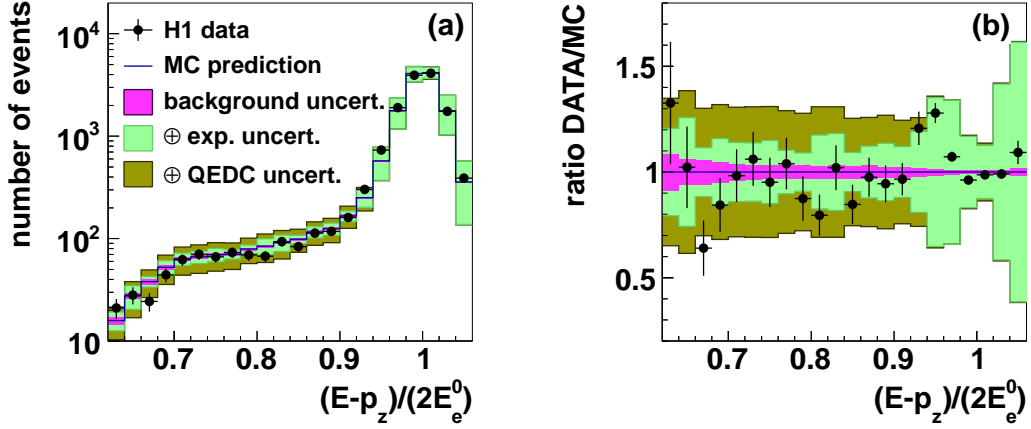 (a)
H1 data
MC prediction
background uncert.
⊕ exp. uncert.
⊕ QEDC uncert.
number of events
10⁴
10³
10²
10
0.7 0.8 0.9 1
(E-p_z)/(2E_e^0)
(b)
ratio DATA/MC
1.5
1
0.5
0.7 0.8 0.9 1
(E-p_z)/(2E_e^0)